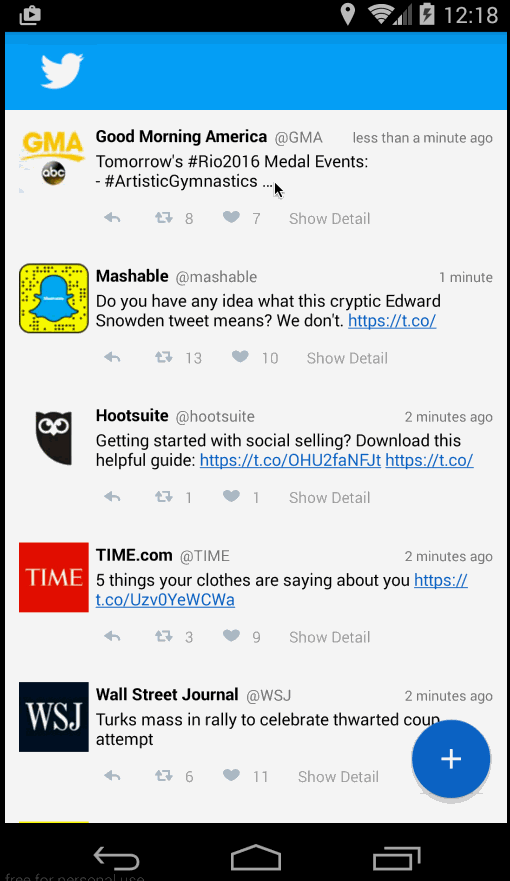 12:18
GMA
abc
Good Morning America @GMA less than a minute ago
Tomorrow's #Rio2016 Medal Events:
- #ArtisticGymnastics ...
8 7 Show Detail
Mashable @mashable 1 minute
Do you have any idea what this cryptic Edward
Snowden tweet means? We don't. https://t.co/
13 10 Show Detail
Hootsuite @hootsuite 2 minutes ago
Getting started with social selling? Download this
helpful guide: https://t.co/OHU2faNFJt https://t.co/
1 1 Show Detail
TIME
TIME.com @TIME 2 minutes ago
5 things your clothes are saying about you https://
t.co/Uzv0YeWCWa
3 9 Show Detail
WSJ
Wall Street Journal @WSJ 2 minutes ago
Turks mass in rally to celebrate thwarted coup
attempt
6 11 Show Detail
+
free for personal use